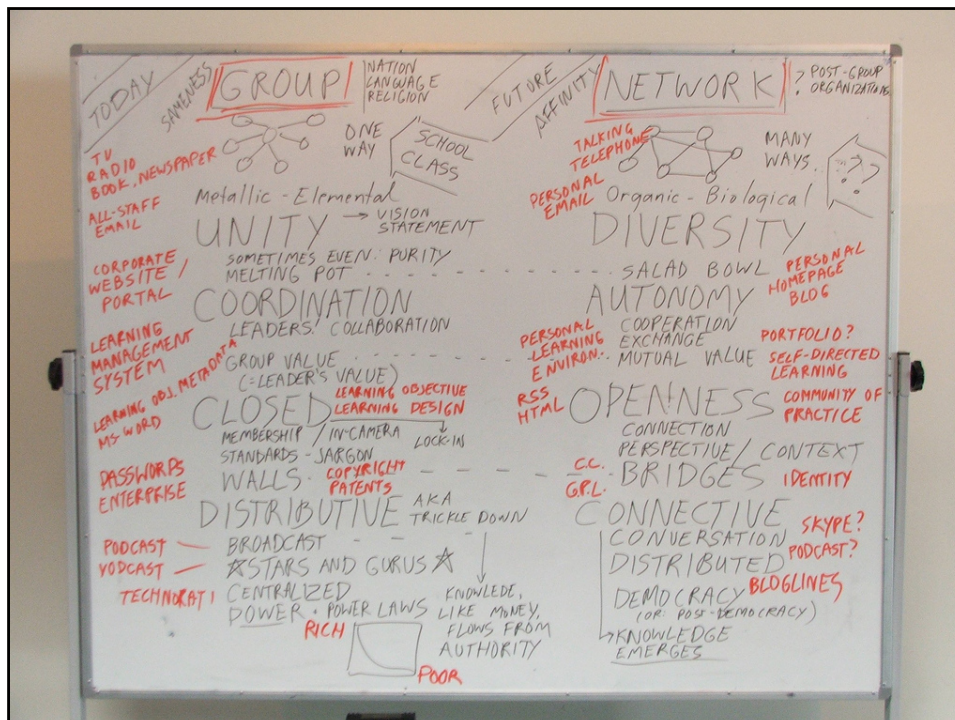 TODAY
SAMENESS
GROUP
NATION
LANGUAGE
RELIGION
ONE
WAY
SCHOOL
CLASS
TV
RADIO
BOOK, NEWSPAPER
ALL-STAFF
EMAIL
Metallic - Elemental
UNITY → VISION
STATEMENT
SOMETIMES EVEN: PURITY
MELTING POT
CORPORATE
WEBSITE /
PORTAL
COORDINATION
LEADERS! COLLABORATION
LEARNING
MANAGEMENT
SYSTEM
GROUP VALUE
(=LEADER'S VALUE)
LEARNING OBJ. METADATA
MS-WORD
CLOSED
LEARNING OBJECTIVE
LEARNING DESIGN
LOCK-IN
MEMBERSHIP / IN-CAMERA
STANDARDS - JARGON
PASSWORDS
ENTERPRISE
WALLS
COPYRIGHT
PATENTS
DISTRIBUTIVE
AKA
TRICKLE DOWN
PODCAST
VODCAST
TECHNORATI
BROADCAST
☆STARS AND GURUS☆
CENTRALIZED
POWER · POWER LAWS
RICH
POOR
KNOWLEDE,
LIKE MONEY,
FLOWS FROM
AUTHORITY
FUTURE
AFFINITY
NETWORK
? POST-GROUP
ORGANIZATIONS
TALKING
TELEPHONE
PERSONAL
EMAIL
MANY
WAYS.
???
Organic - Biological
DIVERSITY
SALAD BOWL
PERSONAL
HOMEPAGE
BLOG
AUTONOMY
COOPERATION
EXCHANGE
MUTUAL VALUE
PERSONAL
LEARNING
ENVIRON..
PORTFOLIO?
SELF-DIRECTED
LEARNING
RSS
HTML
OPENNESS
COMMUNITY OF
PRACTICE
CONNECTION
PERSPECTIVE / CONTEXT
C.C.
G.P.L.
BRIDGES
IDENTITY
CONNECTIVE
CONVERSATION
DISTRIBUTED
SKYPE?
PODCAST?
BLOGLINES
DEMOCRACY
(OR: POST-DEMOCRACY)
KNOWLEDGE
EMERGES